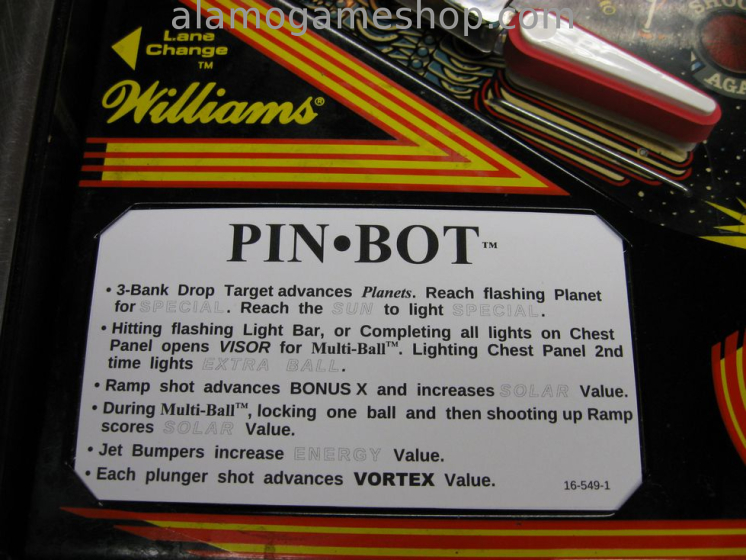 alamogameshop.com
Lane
Change
TM
Williams®
SHOO
AGA
PIN•BOT™
• 3-Bank Drop Target advances Planets. Reach flashing Planet
for SPECIAL. Reach the SUN to light SPECIAL.
• Hitting flashing Light Bar, or Completing all lights on Chest
Panel opens VISOR for Multi-Ball™. Lighting Chest Panel 2nd
time lights EXTRA BALL.
• Ramp shot advances BONUS X and increases SOLAR Value.
• During Multi-Ball™, locking one ball and then shooting up Ramp
scores SOLAR Value.
• Jet Bumpers increase ENERGY Value.
• Each plunger shot advances VORTEX Value.
16-549-1